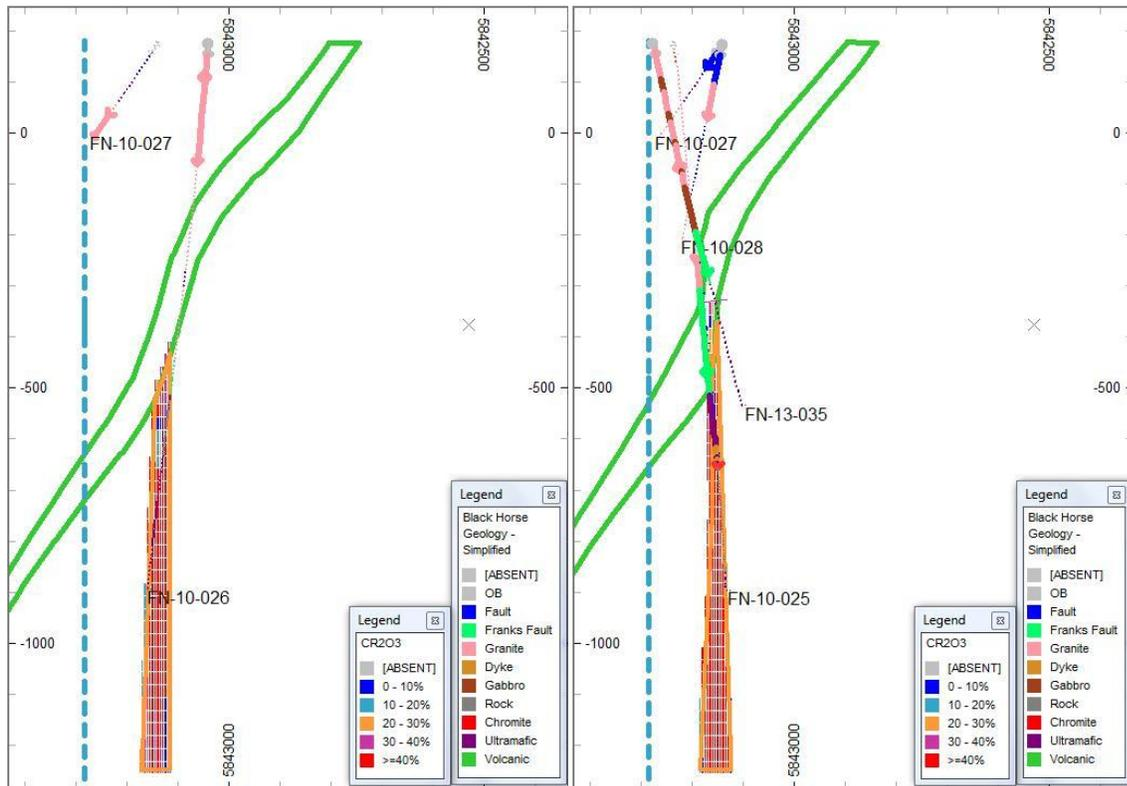 5843000
5842500
0
0
FN-10-027
-500
-500
FN-10-026
-1000
5843000
Legend
Black Horse
Geology -
Simplified
[ABSENT]
OB
Fault
Franks Fault
Granite
Dyke
Gabbro
Rock
Chromite
Ultramafic
Volcanic
Legend
CR2O3
[ABSENT]
0 - 10%
10 - 20%
20 - 30%
30 - 40%
>=40%
5843000
5842500
0
0
FN-10-027
FN-10-028
-500
-500
FN-13-035
FN-10-025
-1000
5843000
Legend
Black Horse
Geology -
Simplified
[ABSENT]
OB
Fault
Franks Fault
Granite
Dyke
Gabbro
Rock
Chromite
Ultramafic
Volcanic
Legend
CR2O3
[ABSENT]
0 - 10%
10 - 20%
20 - 30%
30 - 40%
>=40%